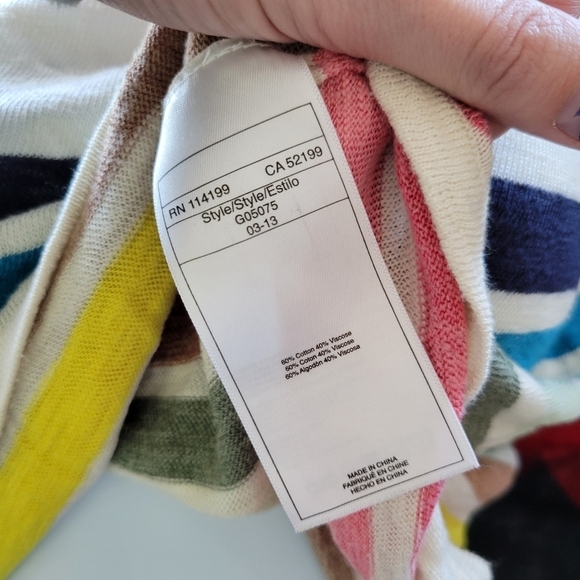 RN 114199 CA 52199
Style/Style/Estilo
G05075
03-13
60% Cotton 40% Viscose
60% Coton 40% Viscose
60% Algodón 40% Viscosa
MADE IN CHINA
FABRIQUÉ EN CHINE
HECHO EN CHINA